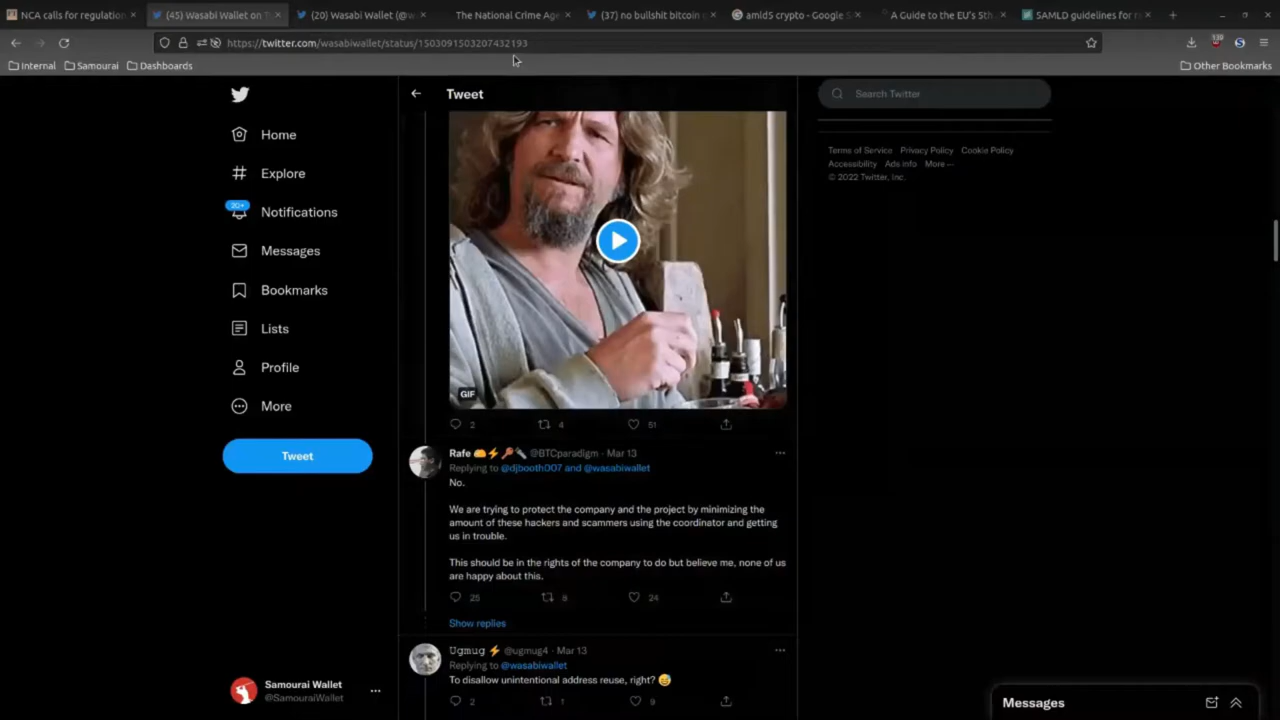 NCA calls for regulation
(45) Wasabi Wallet on T
(20) Wasabi Wallet (@w
The National Crime Age
(37) no bullshit bitcoin
amld5 crypto - Google S
A Guide to the EU's 5th
5AMLD guidelines for r
https://twitter.com/wasabiwallet/status/1503091503207432193
139
Internal
Samourai
Dashboards
Other Bookmarks
Home
Explore
20+
Notifications
Messages
Bookmarks
Lists
Profile
More
Tweet
Samourai Wallet
@SamouraiWallet
Tweet
GIF
2 4 51
Rafe @BTCparadigm · Mar 13
Replying to @djbooth007 and @wasabiwallet
No.
We are trying to protect the company and the project by minimizing the
amount of these hackers and scammers using the coordinator and getting
us in trouble.
This should be in the rights of the company to do but believe me, none of us
are happy about this.
25 8 24
Show replies
Ugmug ⚡ @ugmug4 · Mar 13
Replying to @wasabiwallet
To disallow unintentional address reuse, right? 😅
2 1 9
Search Twitter
Terms of Service Privacy Policy Cookie Policy
Accessibility Ads info More ···
© 2022 Twitter, Inc.
Messages